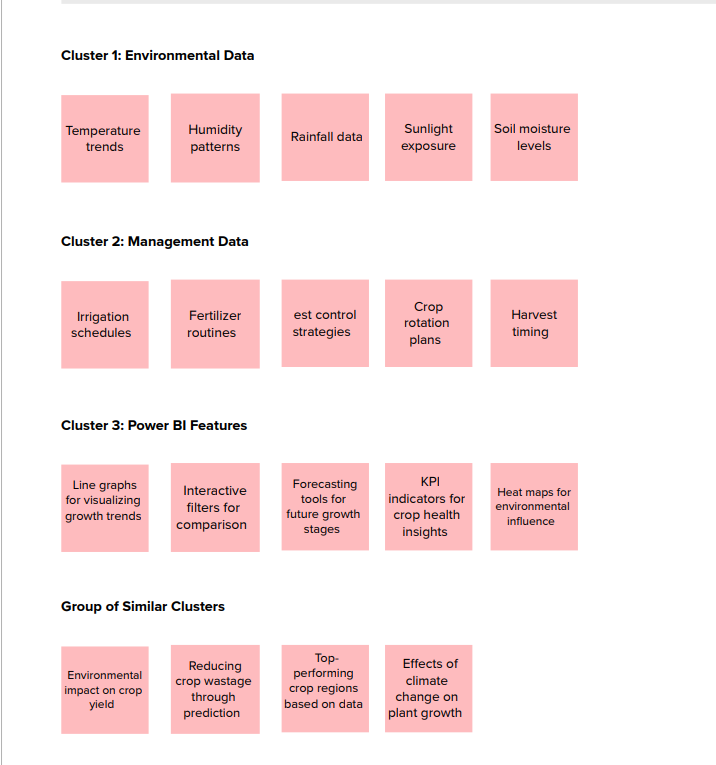 Cluster 1: Environmental Data
Temperature
trends
Humidity
patterns
Rainfall data
Sunlight
exposure
Soil moisture
levels
Cluster 2: Management Data
Irrigation
schedules
Fertilizer
routines
est control
strategies
Crop
rotation
plans
Harvest
timing
Cluster 3: Power BI Features
Line graphs
for visualizing
growth trends
Interactive
filters for
comparison
Forecasting
tools for
future growth
stages
KPI
indicators for
crop health
insights
Heat maps for
environmental
influence
Group of Similar Clusters
Environmental
impact on crop
yield
Reducing
crop wastage
through
prediction
Top-
performing
crop regions
based on data
Effects of
climate
change on
plant growth